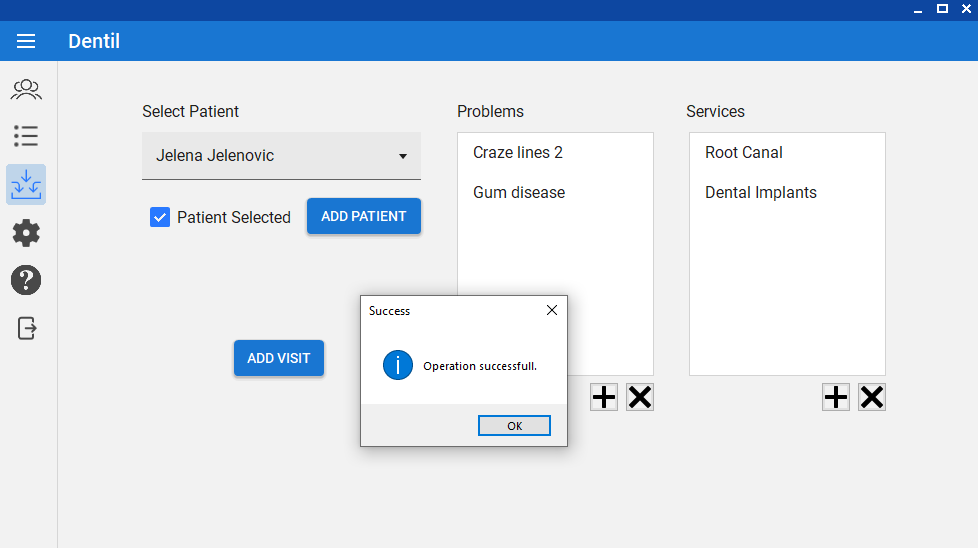 Dentil
Select Patient
Problems
Services
Jelena Jelenovic
Craze lines 2
Root Canal
Gum disease
Dental Implants
Patient Selected
ADD PATIENT
Success
Operation successfull.
ADD VISIT
OK